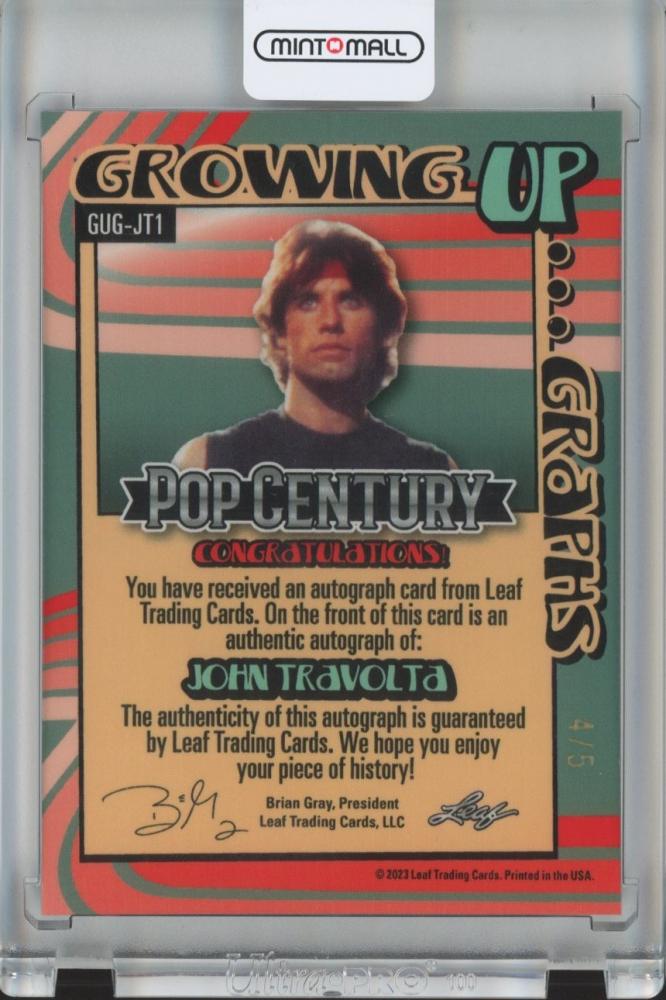 MINTOMALL
GROWING UP
GUG-JT1
...GRAPHS
POP CENTURY
CONGRATULATIONS!
You have received an autograph card from Leaf
Trading Cards. On the front of this card is an
authentic autograph of:
JOHN TRAVOLTA
The authenticity of this autograph is guaranteed
by Leaf Trading Cards. We hope you enjoy
your piece of history!
4/5
Brian Gray, President
Leaf Trading Cards, LLC
Leaf
© 2023 Leaf Trading Cards. Printed in the USA.
Ultra PRO® 100